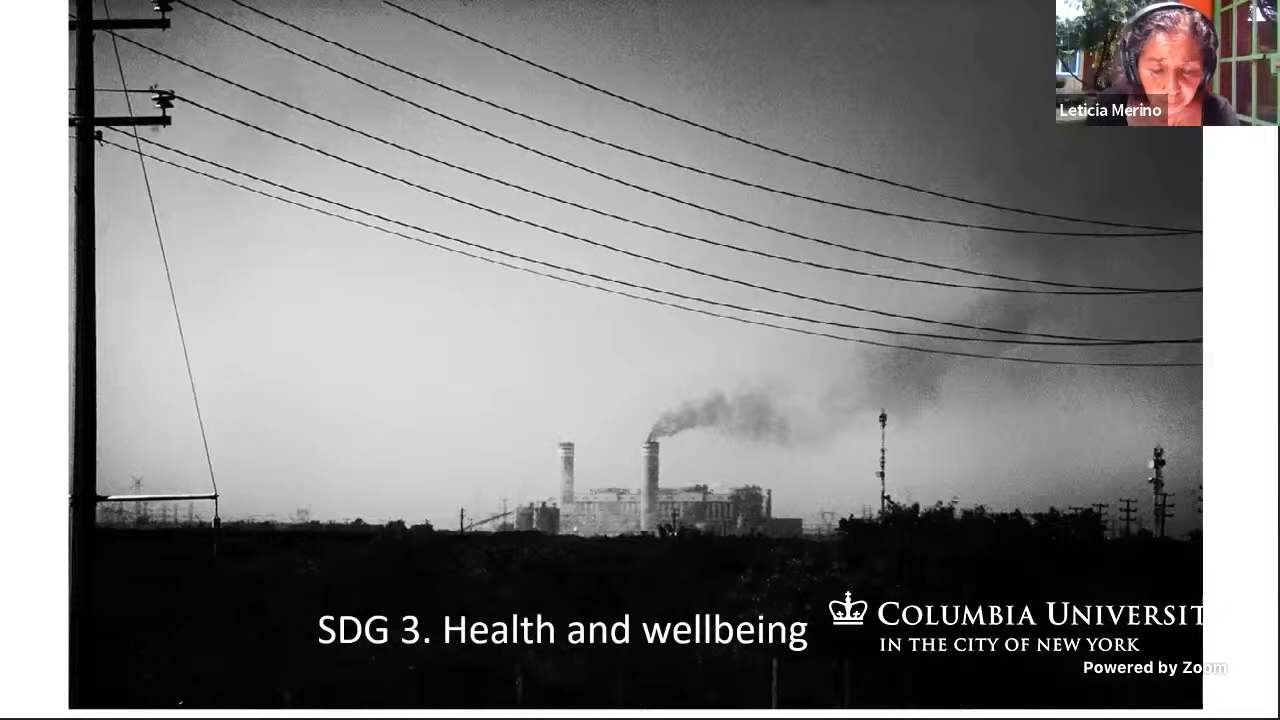 Leticia Merino
SDG 3. Health and wellbeing
COLUMBIA UNIVERSIT
IN THE CITY OF NEW YORK
Powered by Zoom